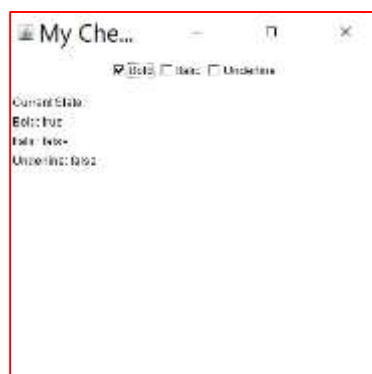 My Che...
Bold Italic Underline
Current State:
Bold: true
Italic: false
Underline: false